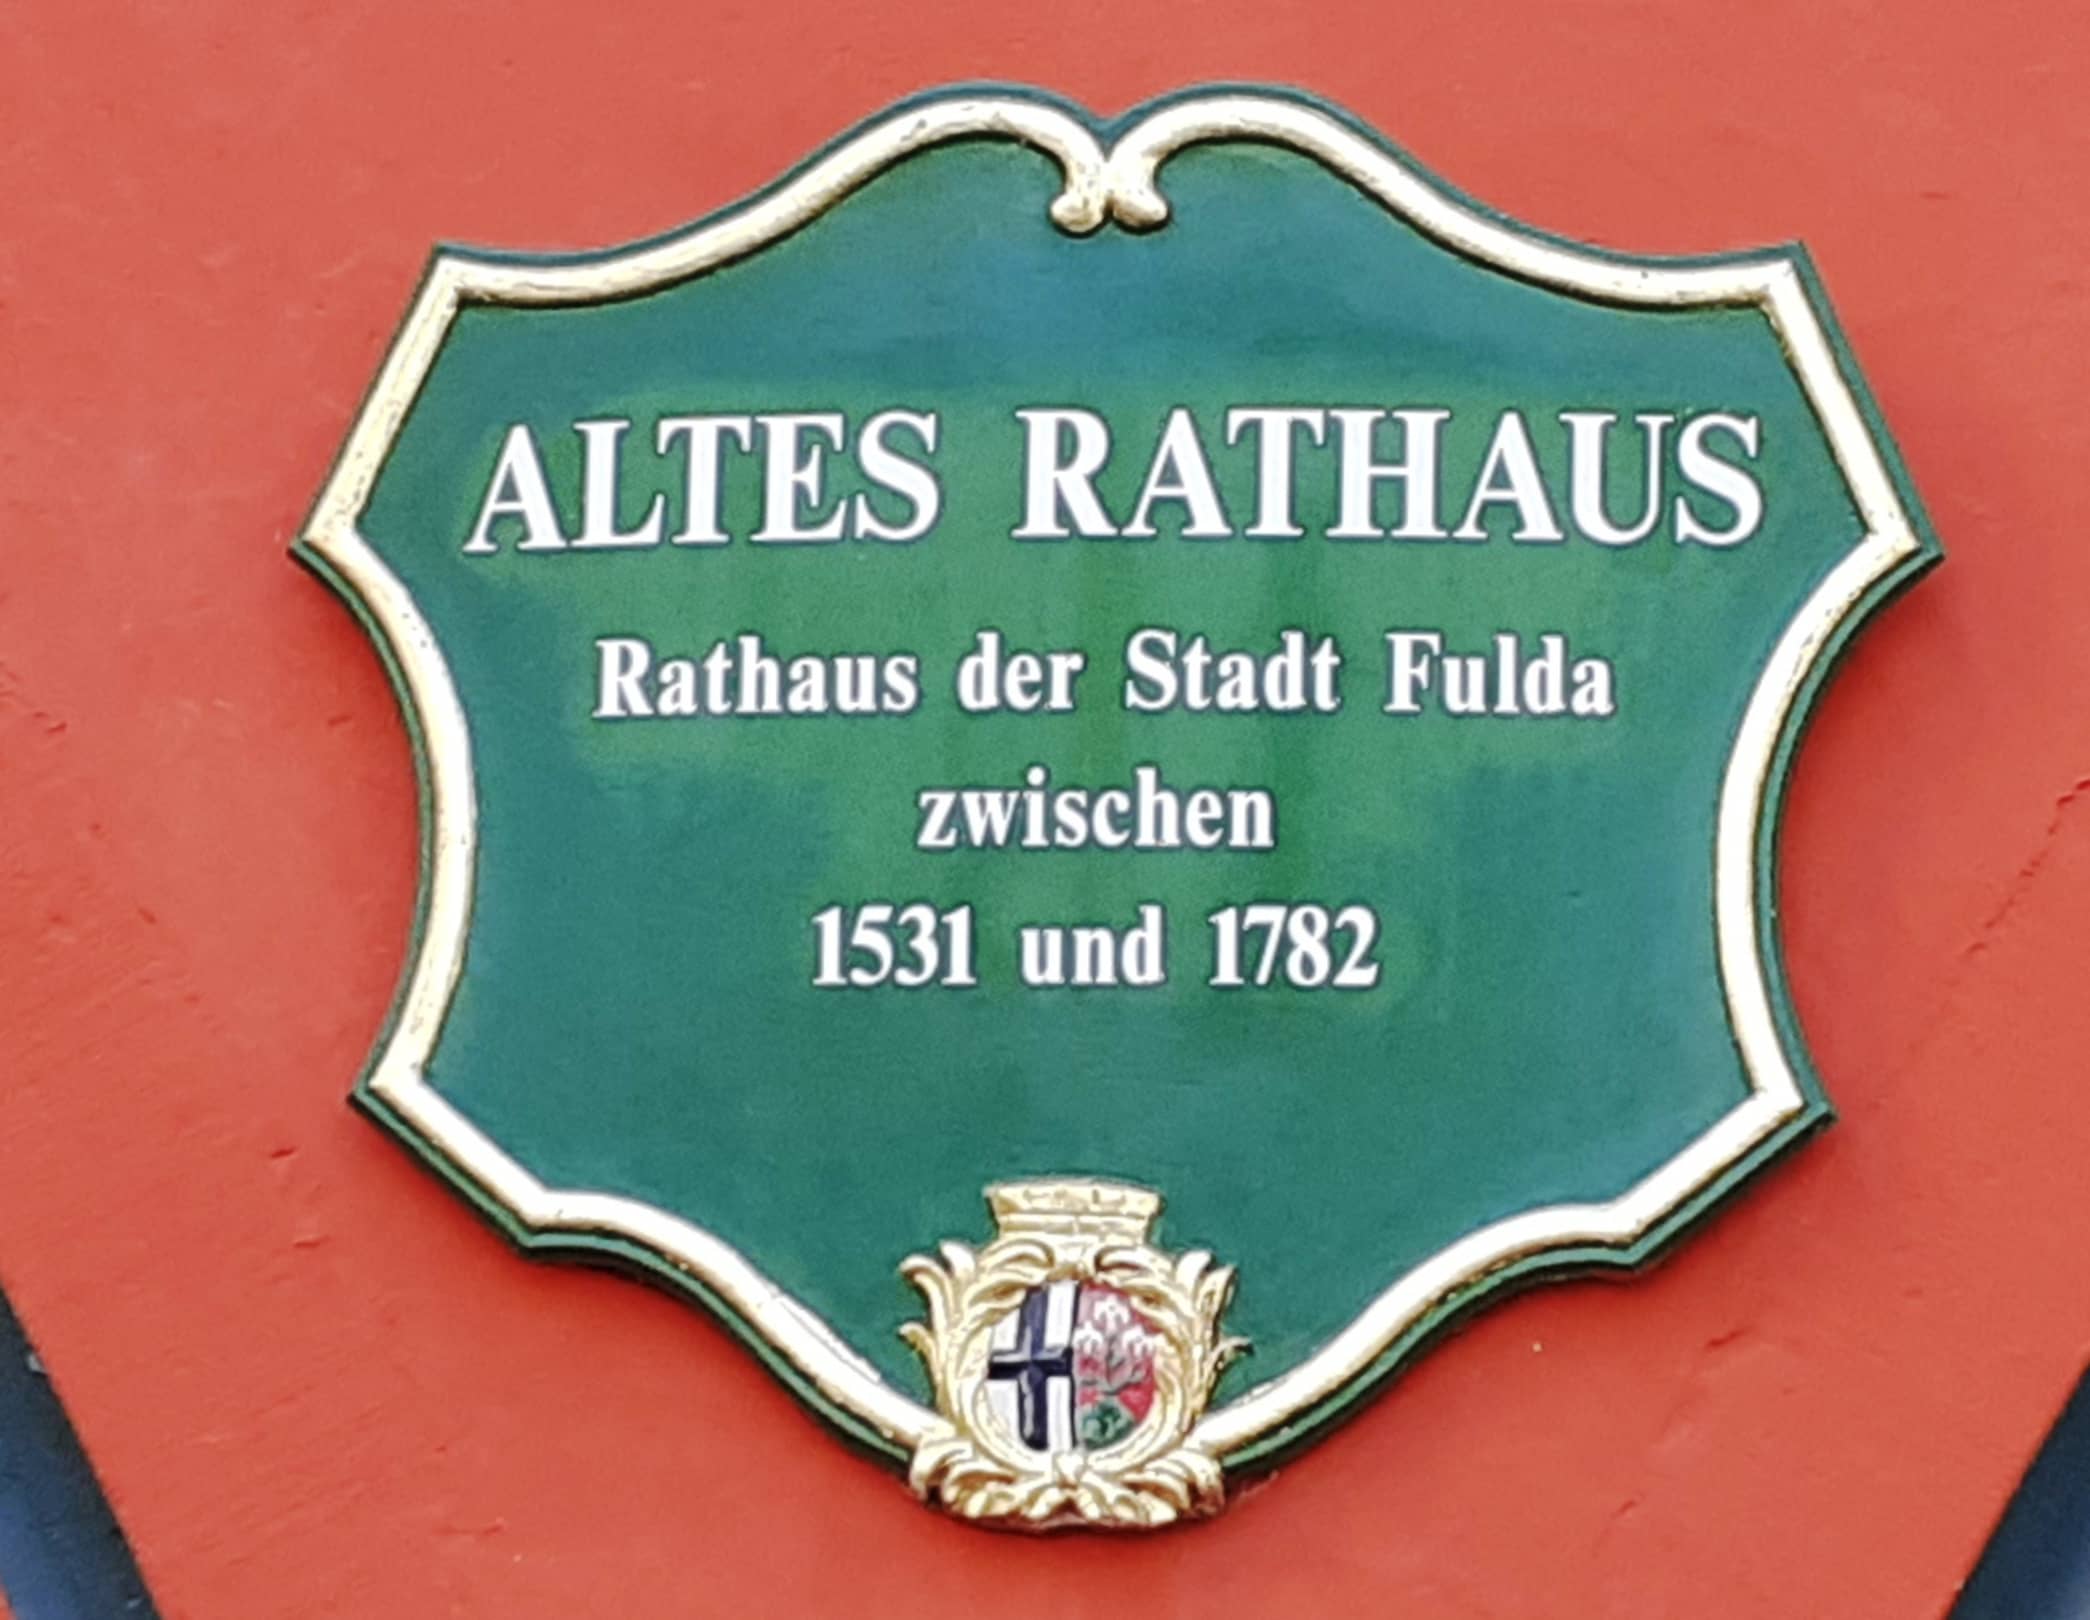 ALTES RATHAUS
Rathaus der Stadt Fulda
zwischen
1531 und 1782